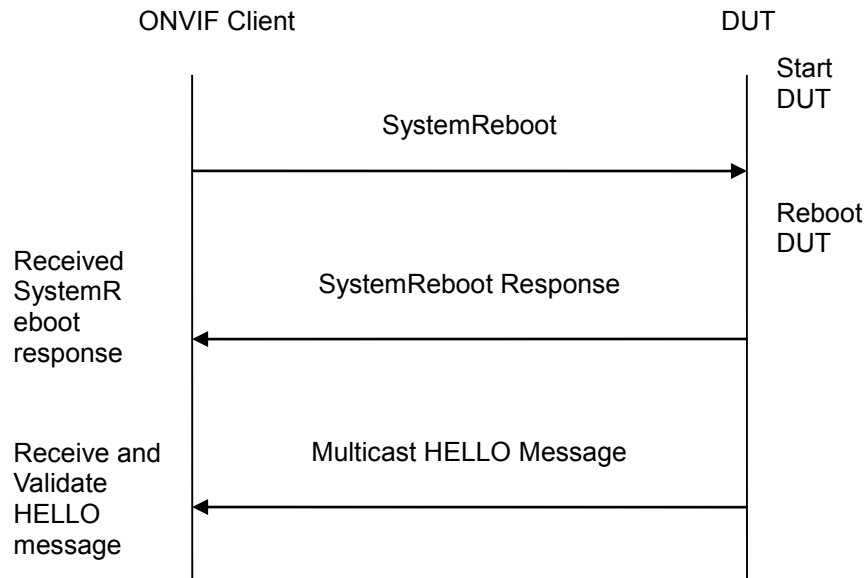 ONVIF Client
DUT
Start
DUT
SystemReboot
Reboot
DUT
Received
SystemR
eboot
response
SystemReboot Response
Receive and
Validate
HELLO
message
Multicast HELLO Message